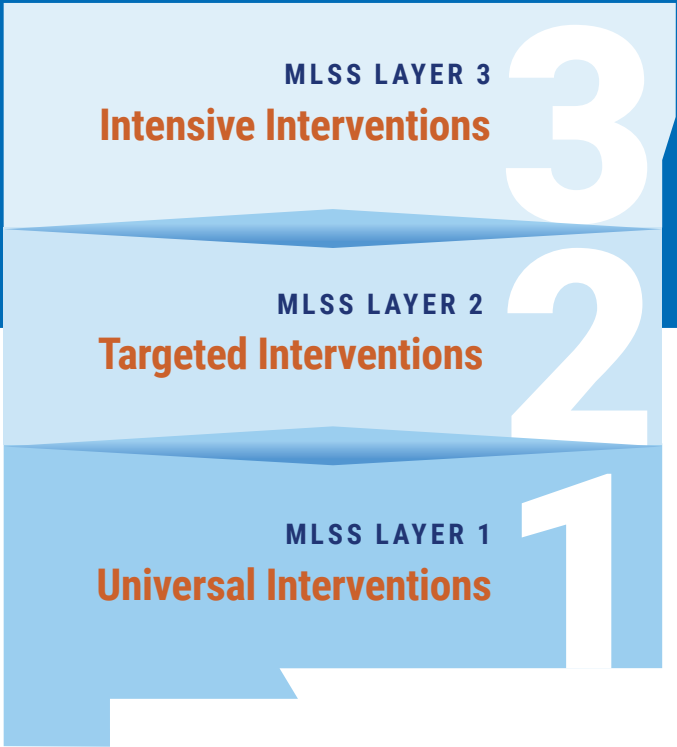 MLSS LAYER 3
Intensive Interventions
3
MLSS LAYER 2
Targeted Interventions
2
MLSS LAYER 1
Universal Interventions
1